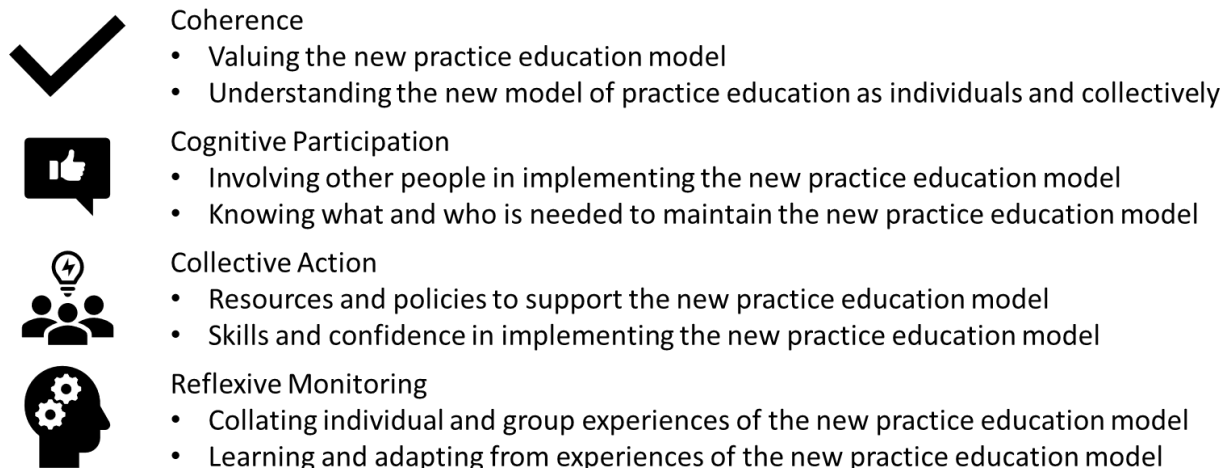 Coherence
• Valuing the new practice education model
• Understanding the new model of practice education as individuals and collectively
Cognitive Participation
• Involving other people in implementing the new practice education model
• Knowing what and who is needed to maintain the new practice education model
Collective Action
• Resources and policies to support the new practice education model
• Skills and confidence in implementing the new practice education model
Reflexive Monitoring
• Collating individual and group experiences of the new practice education model
• Learning and adapting from experiences of the new practice education model